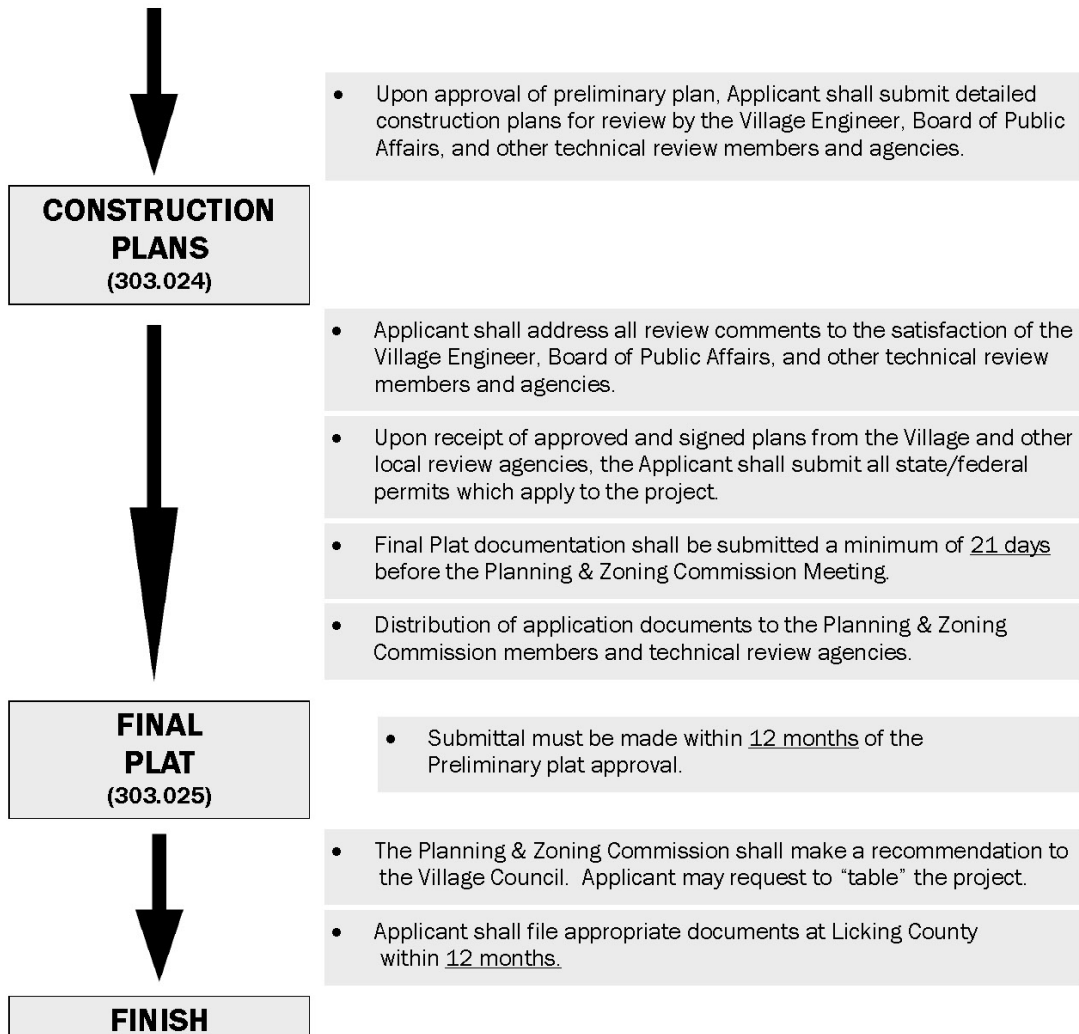 • Upon approval of preliminary plan, Applicant shall submit detailed
construction plans for review by the Village Engineer, Board of Public
Affairs, and other technical review members and agencies.
CONSTRUCTION
PLANS
(303.024)
• Applicant shall address all review comments to the satisfaction of the
Village Engineer, Board of Public Affairs, and other technical review
members and agencies.
• Upon receipt of approved and signed plans from the Village and other
local review agencies, the Applicant shall submit all state/federal
permits which apply to the project.
• Final Plat documentation shall be submitted a minimum of 21 days
before the Planning & Zoning Commission Meeting.
• Distribution of application documents to the Planning & Zoning
Commission members and technical review agencies.
FINAL
PLAT
(303.025)
• Submittal must be made within 12 months of the
Preliminary plat approval.
• The Planning & Zoning Commission shall make a recommendation to
the Village Council. Applicant may request to “table” the project.
• Applicant shall file appropriate documents at Licking County
within 12 months.
FINISH